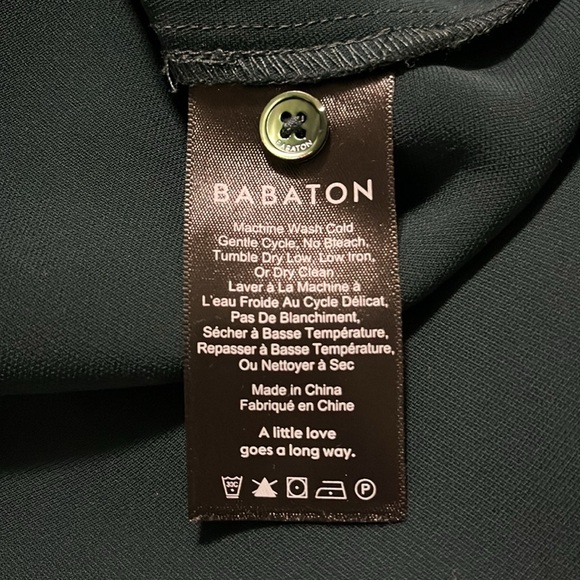 BABATON
BABATON
Machine Wash Cold
Gentle Cycle, No Bleach,
Tumble Dry Low, Low Iron,
Or Dry Clean
Laver à La Machine à
L'eau Froide Au Cycle Délicat,
Pas De Blanchiment,
Sécher à Basse Température,
Repasser à Basse Température,
Ou Nettoyer à Sec
Made in China
Fabriqué en Chine
A little love
goes a long way.
30C P